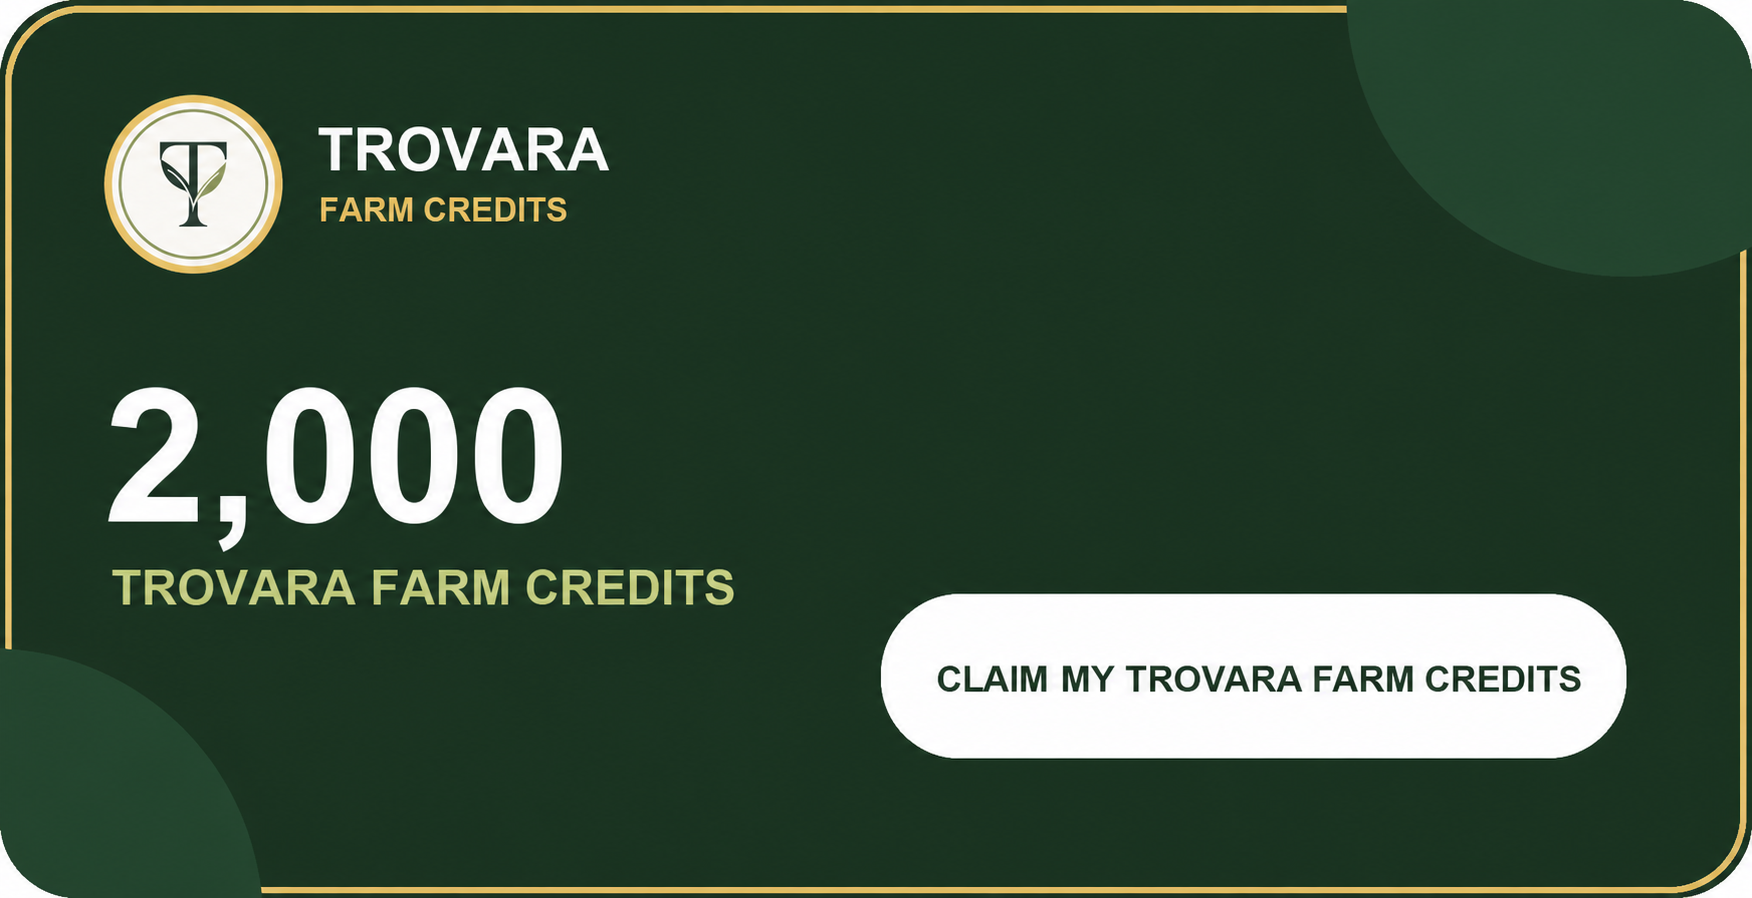 TROVARA
FARM CREDITS
2,000
TROVARA FARM CREDITS
CLAIM MY TROVARA FARM CREDITS